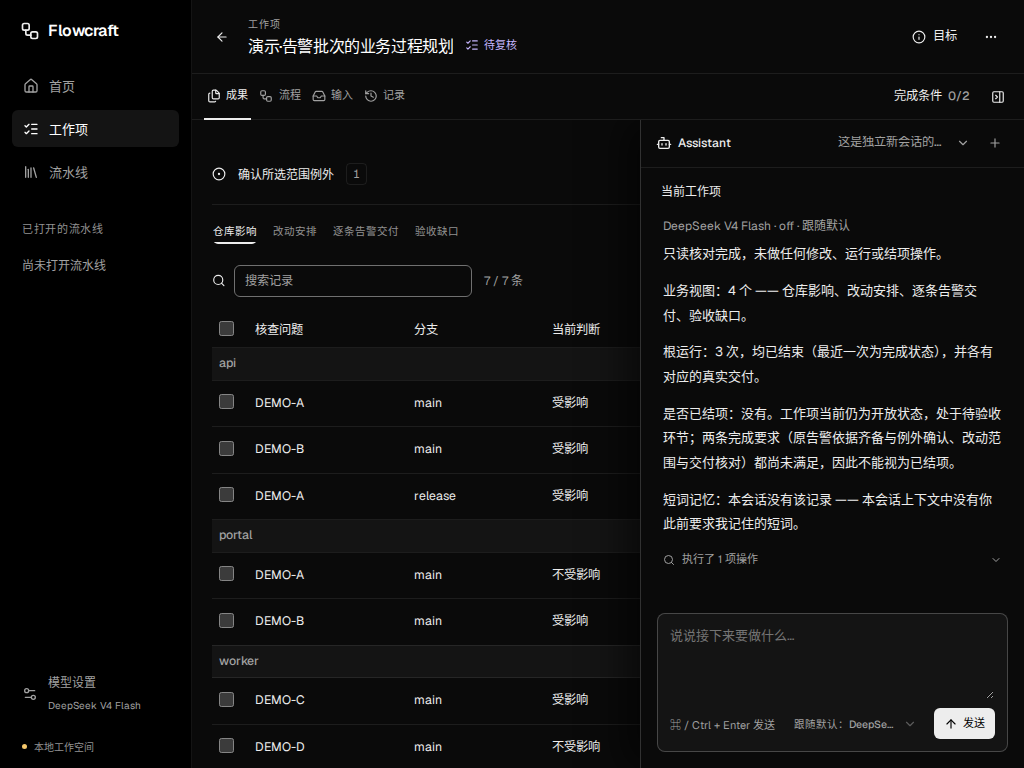 Flowcraft
首页
工作项
流水线
已打开的流水线
尚未打开流水线
模型设置
DeepSeek V4 Flash
本地工作空间
工作项
演示·告警批次的业务过程规划 待复核
目标
成果 流程 输入 记录
完成条件 0/2
确认所选范围例外 1
仓库影响 改动安排 逐条告警交付 验收缺口
搜索记录 7 / 7 条
核查问题 分支 当前判断
api
DEMO-A main 受影响
DEMO-B main 受影响
DEMO-A release 受影响
portal
DEMO-A main 不受影响
DEMO-B main 受影响
worker
DEMO-C main 受影响
DEMO-D main 不受影响
Assistant 这是独立新会话的…
当前工作项
DeepSeek V4 Flash · off · 跟随默认
只读核对完成，未做任何修改、运行或结项操作。
业务视图：4 个 —— 仓库影响、改动安排、逐条告警交
付、验收缺口。
根运行：3 次，均已结束（最近一次为完成状态），并各有
对应的真实交付。
是否已结项：没有。工作项当前仍为开放状态，处于待验收
环节；两条完成要求（原告警依据齐备与例外确认、改动范
围与交付核对）都尚未满足，因此不能视为已结项。
短词记忆：本会话没有该记录 —— 本会话上下文中没有你
此前要求我记住的短词。
执行了 1 项操作
说说接下来要做什么…
⌘ / Ctrl + Enter 发送 跟随默认：DeepSe… 发送